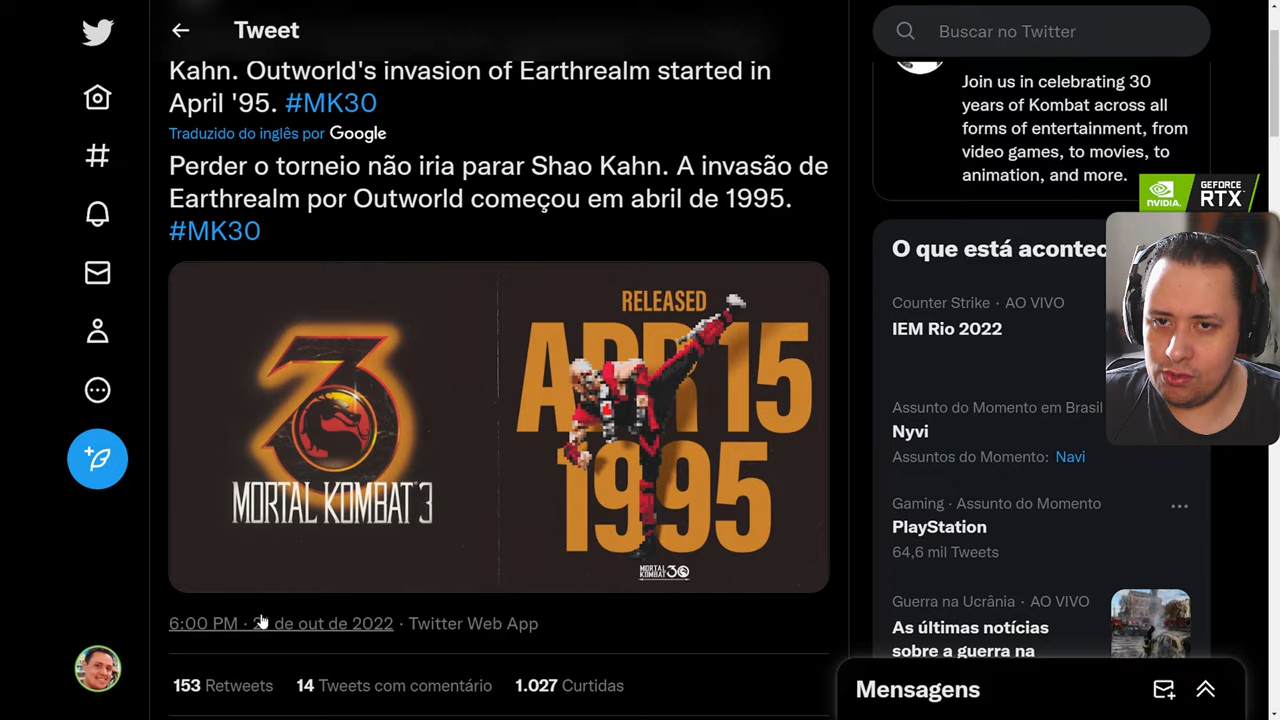 Tweet
Kahn. Outworld's invasion of Earthrealm started in
April '95. #MK30
Traduzido do inglês por Google
Perder o torneio não iria parar Shao Kahn. A invasão de
Earthrealm por Outworld começou em abril de 1995.
#MK30
MORTAL KOMBAT 3
RELEASED
APR 15
1995
MORTAL
KOMBAT 30
6:00 PM · de out de 2022 · Twitter Web App
153 Retweets 14 Tweets com comentário 1.027 Curtidas
Buscar no Twitter
Join us in celebrating 30
years of Kombat across all
forms of entertainment, from
video games, to movies, to
animation, and more.
NVIDIA. GEFORCE
RTX
O que está acontec
Counter Strike · AO VIVO
IEM Rio 2022
Assunto do Momento em Brasil
Nyvi
Assuntos do Momento: Navi
Gaming · Assunto do Momento
PlayStation
64,6 mil Tweets
Guerra na Ucrânia · AO VIVO
As últimas notícias
sobre a guerra na
Mensagens